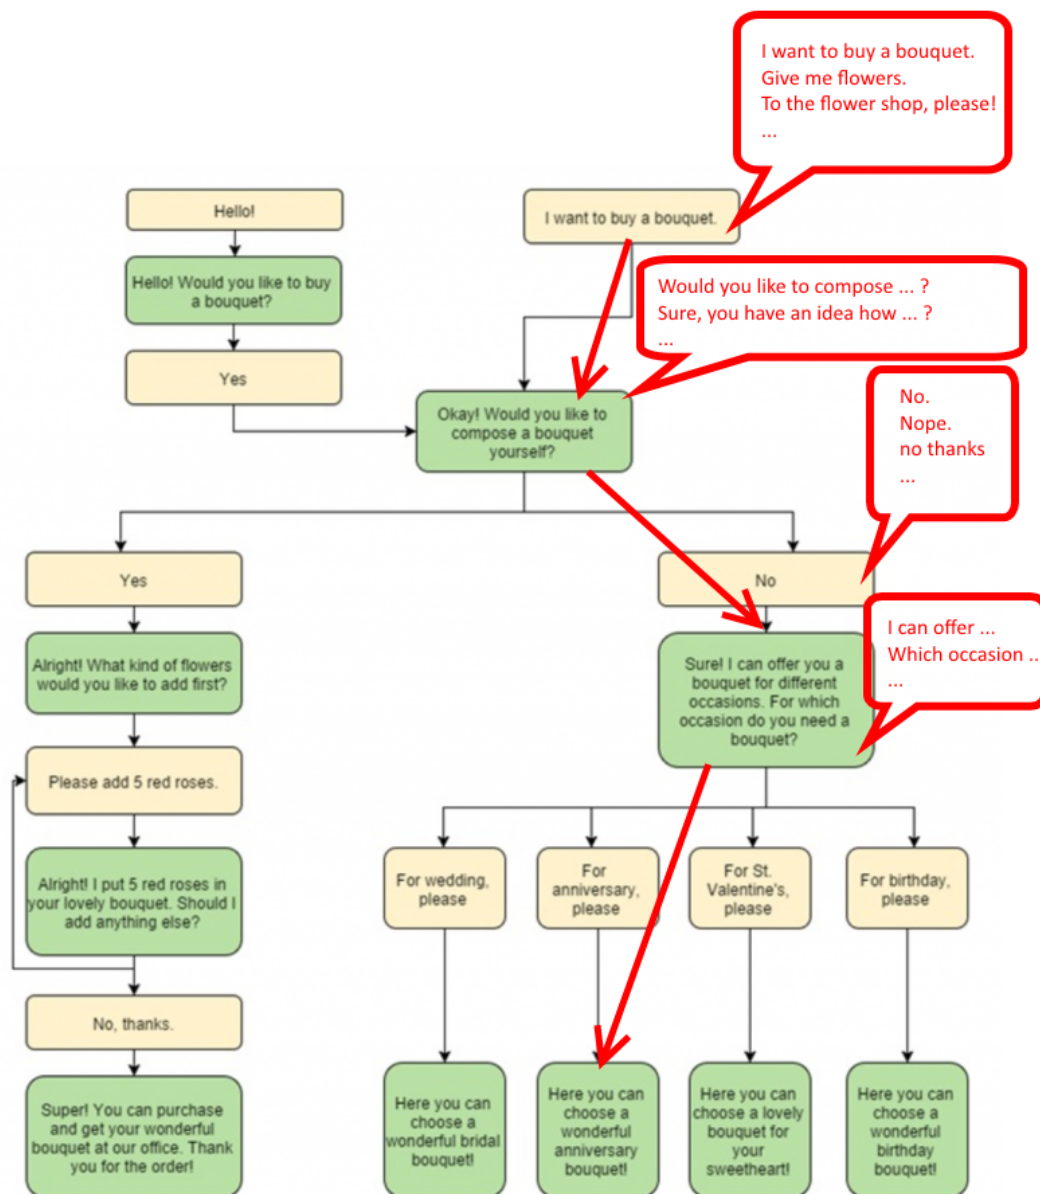 I want to buy a bouquet.
Give me flowers.
To the flower shop, please!
...
Hello!
I want to buy a bouquet.
Hello! Would you like to buy
a bouquet?
Would you like to compose ... ?
Sure, you have an idea how ... ?
...
Yes
Okay! Would you like to
compose a bouquet
yourself?
No.
Nope.
no thanks
...
Yes
No
Alright! What kind of flowers
would you like to add first?
Sure! I can offer you a
bouquet for different
occasions. For which
occasion do you need a
bouquet?
I can offer ...
Which occasion ..
...
Please add 5 red roses.
Alright! I put 5 red roses in
your lovely bouquet. Should I
add anything else?
For wedding,
please
For
anniversary,
please
For St.
Valentine's,
please
For birthday,
please
No, thanks.
Super! You can purchase
and get your wonderful
bouquet at our office. Thank
you for the order!
Here you can
choose a
wonderful bridal
bouquet!
Here you can
choose a
wonderful
anniversary
bouquet!
Here you can
choose a lovely
bouquet for
your
sweetheart!
Here you can
choose a
wonderful
birthday
bouquet!